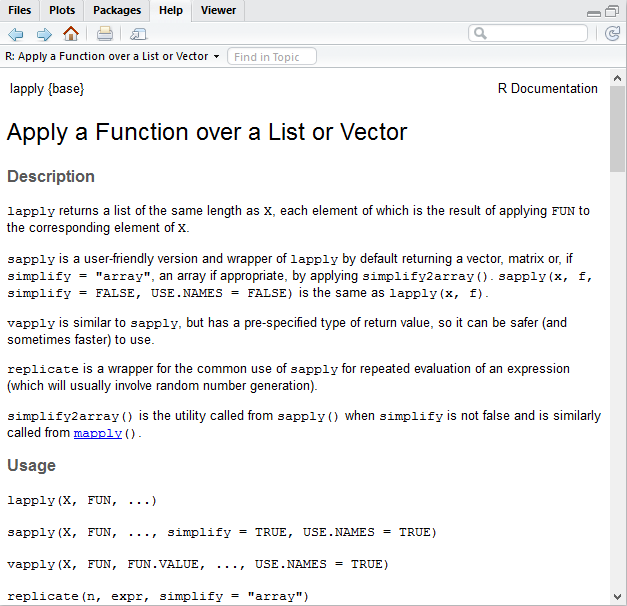 Files Plots Packages Help Viewer
R: Apply a Function over a List or Vector Find in Topic
lapply {base} R Documentation
Apply a Function over a List or Vector
Description
lapply returns a list of the same length as X, each element of which is the result of applying FUN to
the corresponding element of X.
sapply is a user-friendly version and wrapper of lapply by default returning a vector, matrix or, if
simplify = "array", an array if appropriate, by applying simplify2array(). sapply(x, f,
simplify = FALSE, USE.NAMES = FALSE) is the same as lapply(x, f).
vapply is similar to sapply, but has a pre-specified type of return value, so it can be safer (and
sometimes faster) to use.
replicate is a wrapper for the common use of sapply for repeated evaluation of an expression
(which will usually involve random number generation).
simplify2array() is the utility called from sapply() when simplify is not false and is similarly
called from mapply().
Usage
lapply(X, FUN, ...)
sapply(X, FUN, ..., simplify = TRUE, USE.NAMES = TRUE)
vapply(X, FUN, FUN.VALUE, ..., USE.NAMES = TRUE)
replicate(n, expr, simplify = "array")